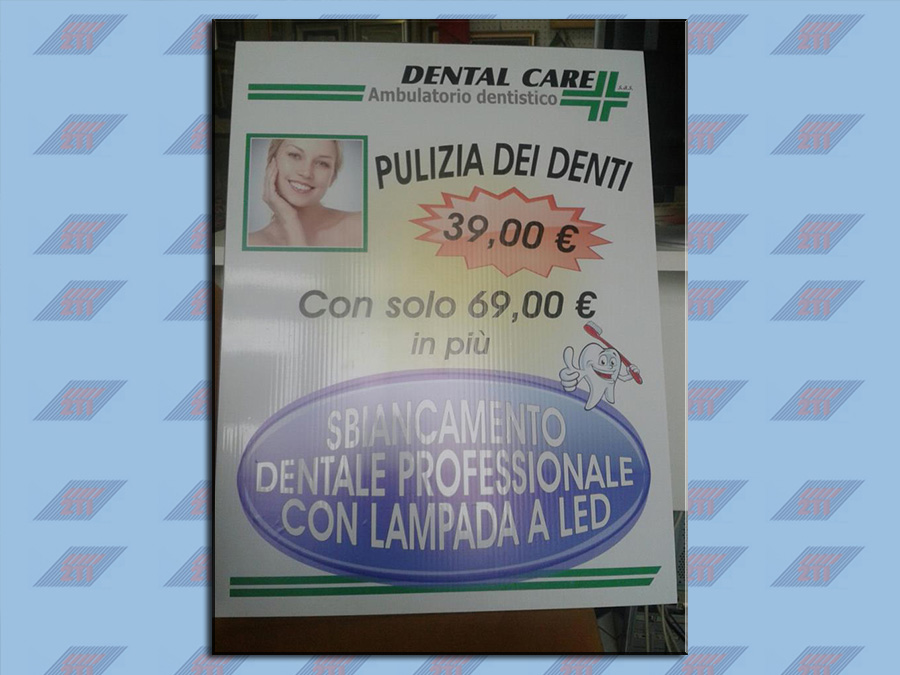 DENTAL CARE S.A.S.
Ambulatorio dentistico
PULIZIA DEI DENTI
39,00 €
Con solo 69,00 €
in più
SBIANCAMENTO
DENTALE PROFESSIONALE
CON LAMPADA A LED